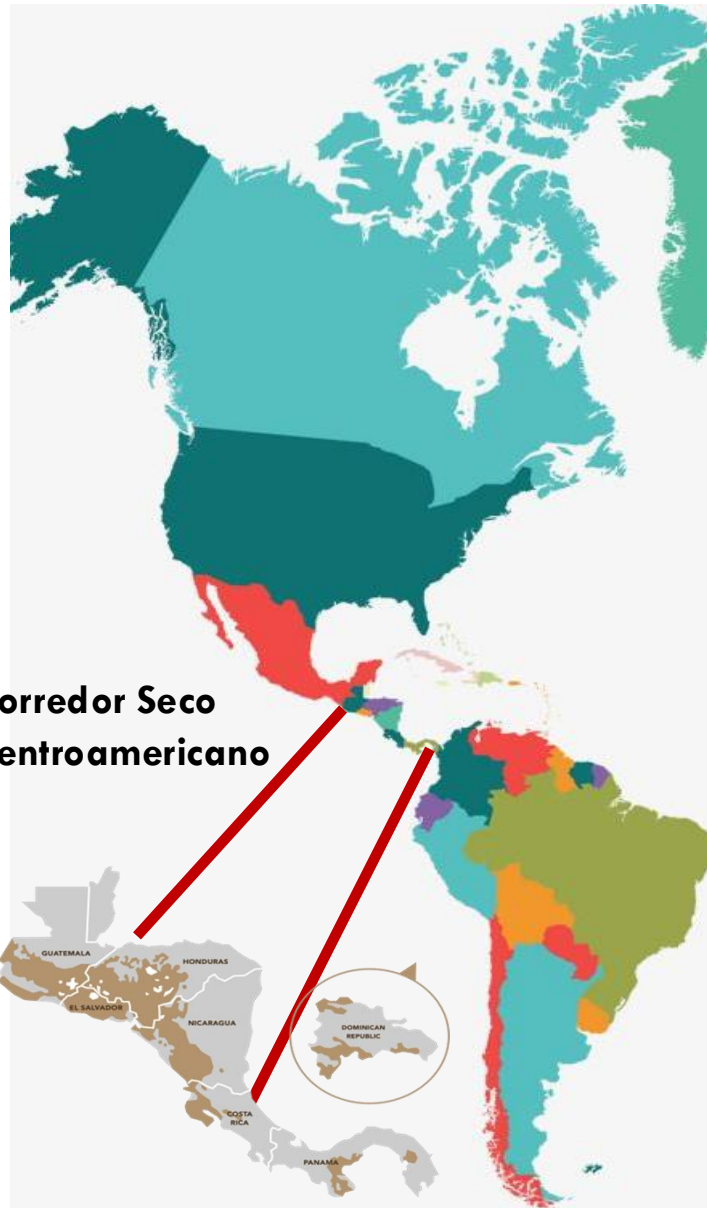 orredor Seco
entroamericano
GUATEMALA
HONDURAS
EL SALVADOR
NICARAGUA
DOMINICAN
REPUBLIC
COSTA
RICA
PANAMA